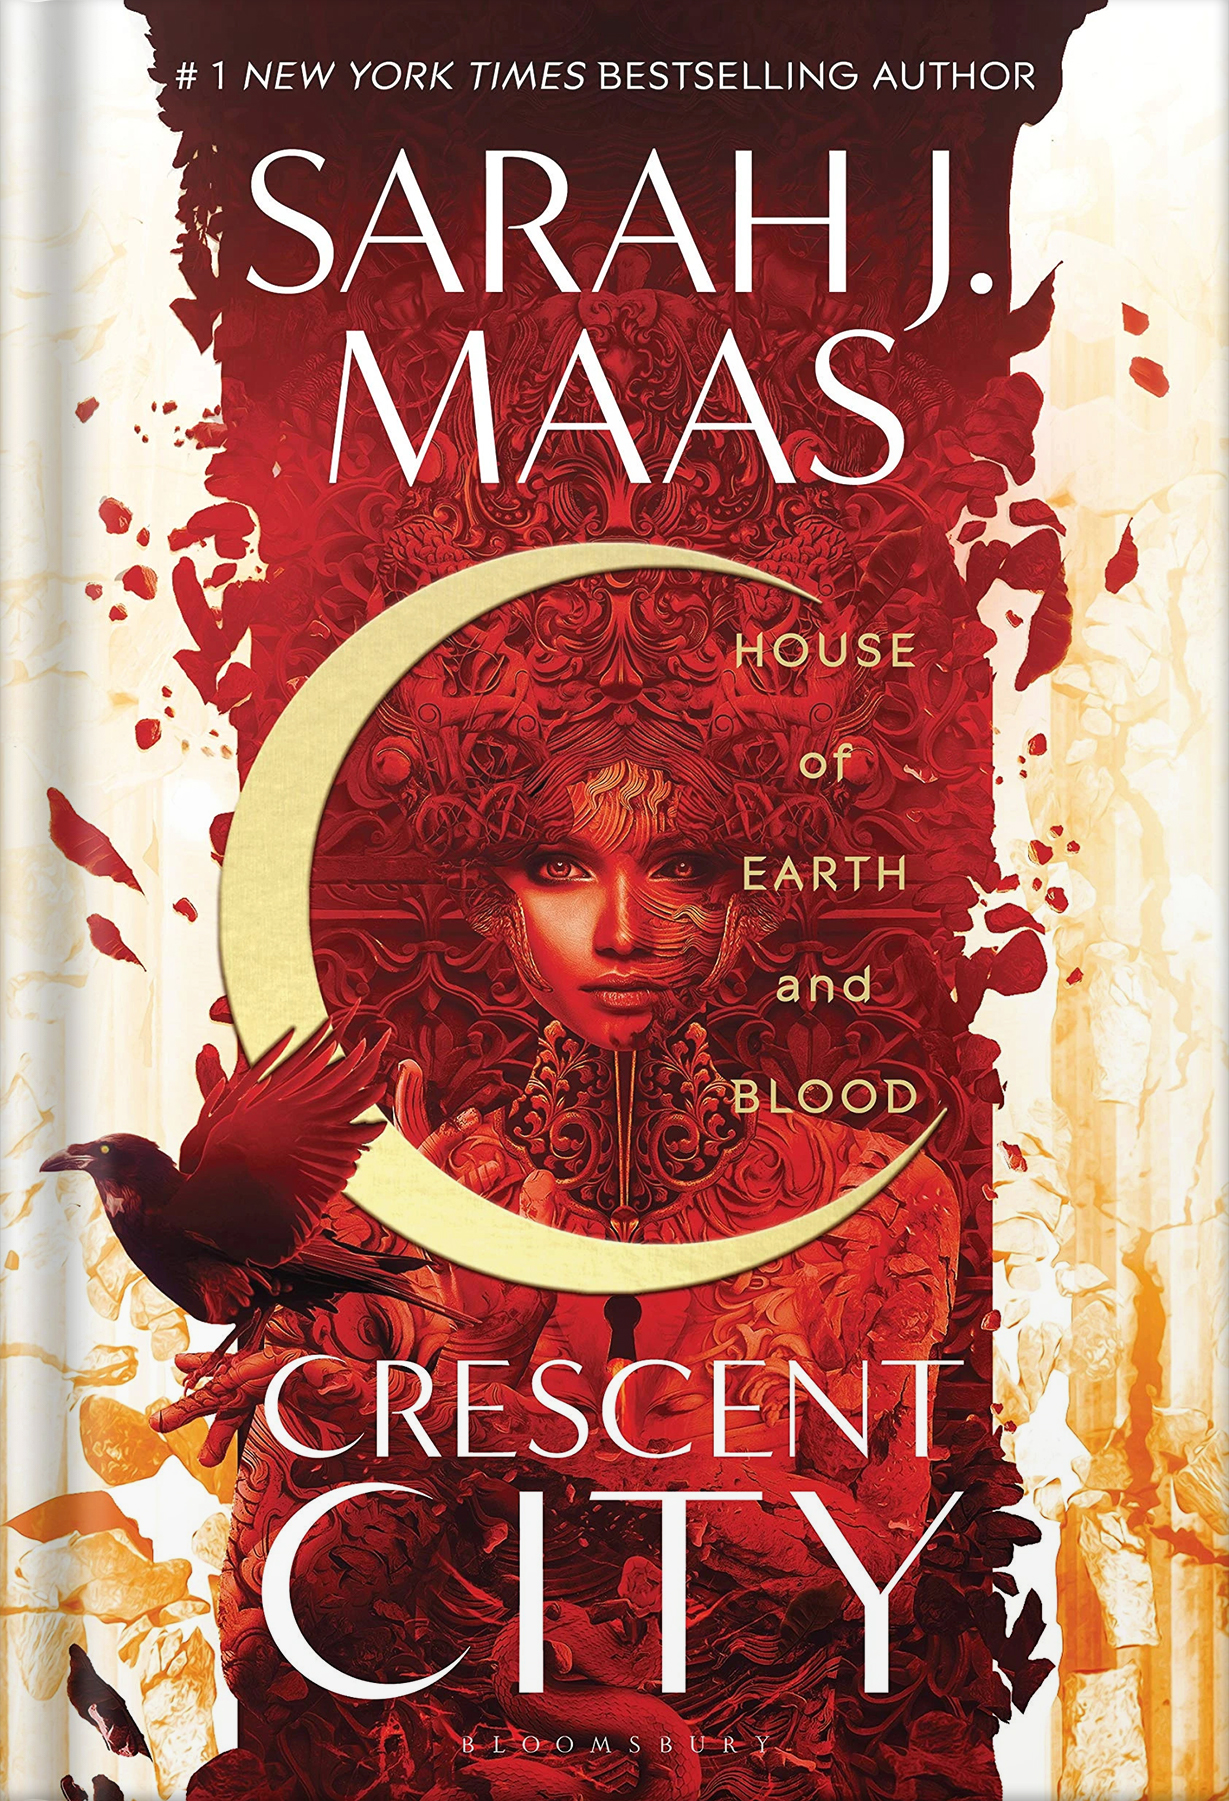 # 1 NEW YORK TIMES BESTSELLING AUTHOR
SARAH J.
MAAS
HOUSE
of
EARTH
and
BLOOD
CRESCENT
CITY
BLOOMSBURY